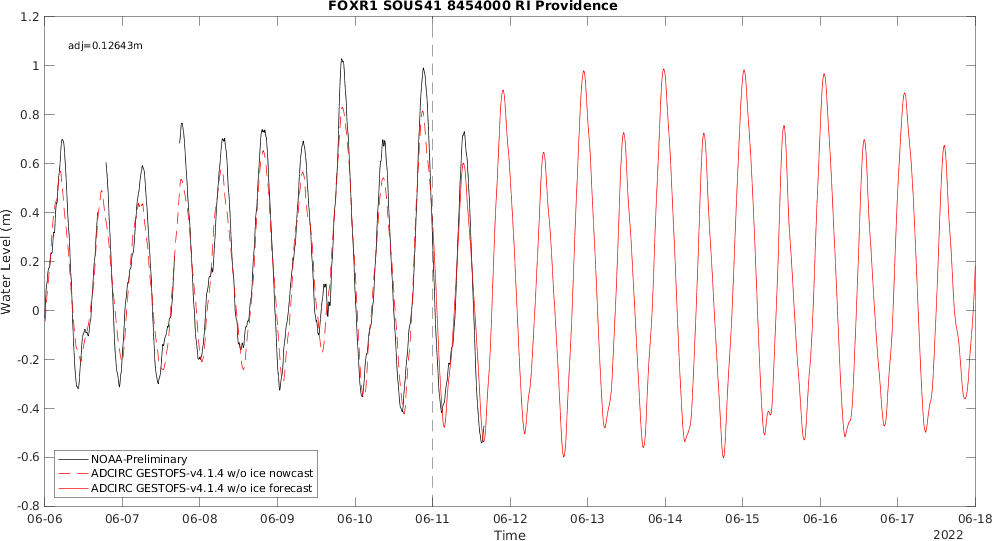 FOXR1 SOUS41 8454000 RI Providence
adj=0.12643m
1.2
1
0.8
0.6
0.4
0.2
0
-0.2
-0.4
-0.6
-0.8
Water Level (m)
NOAA-Preliminary
ADCIRC GESTOFS-v4.1.4 w/o ice nowcast
ADCIRC GESTOFS-v4.1.4 w/o ice forecast
06-06 06-07 06-08 06-09 06-10 06-11 06-12 06-13 06-14 06-15 06-16 06-17 06-18
Time
2022